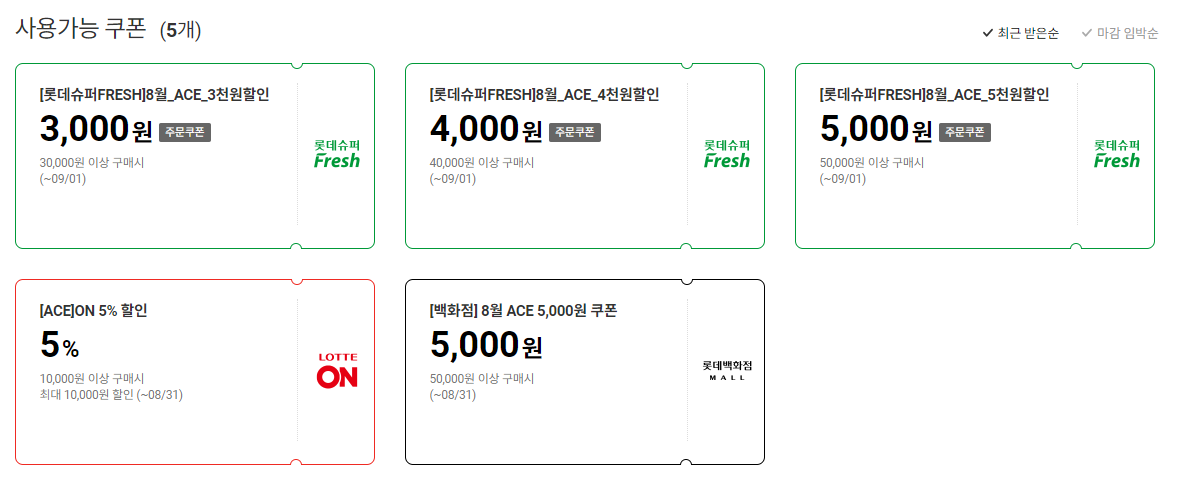 사용가능 쿠폰 (5개)
최근 받은순 마감 임박순
[롯데슈퍼FRESH]8월_ACE_3천원할인
3,000원 주문쿠폰
30,000원 이상 구매시
(~09/01)
롯데슈퍼
Fresh
[롯데슈퍼FRESH]8월_ACE_4천원할인
4,000원 주문쿠폰
40,000원 이상 구매시
(~09/01)
롯데슈퍼
Fresh
[롯데슈퍼FRESH]8월_ACE_5천원할인
5,000원 주문쿠폰
50,000원 이상 구매시
(~09/01)
롯데슈퍼
Fresh
[ACE]ON 5% 할인
5%
10,000원 이상 구매시
최대 10,000원 할인 (~08/31)
LOTTE
ON
[백화점] 8월 ACE 5,000원 쿠폰
5,000원
50,000원 이상 구매시
(~08/31)
롯데백화점
MALL